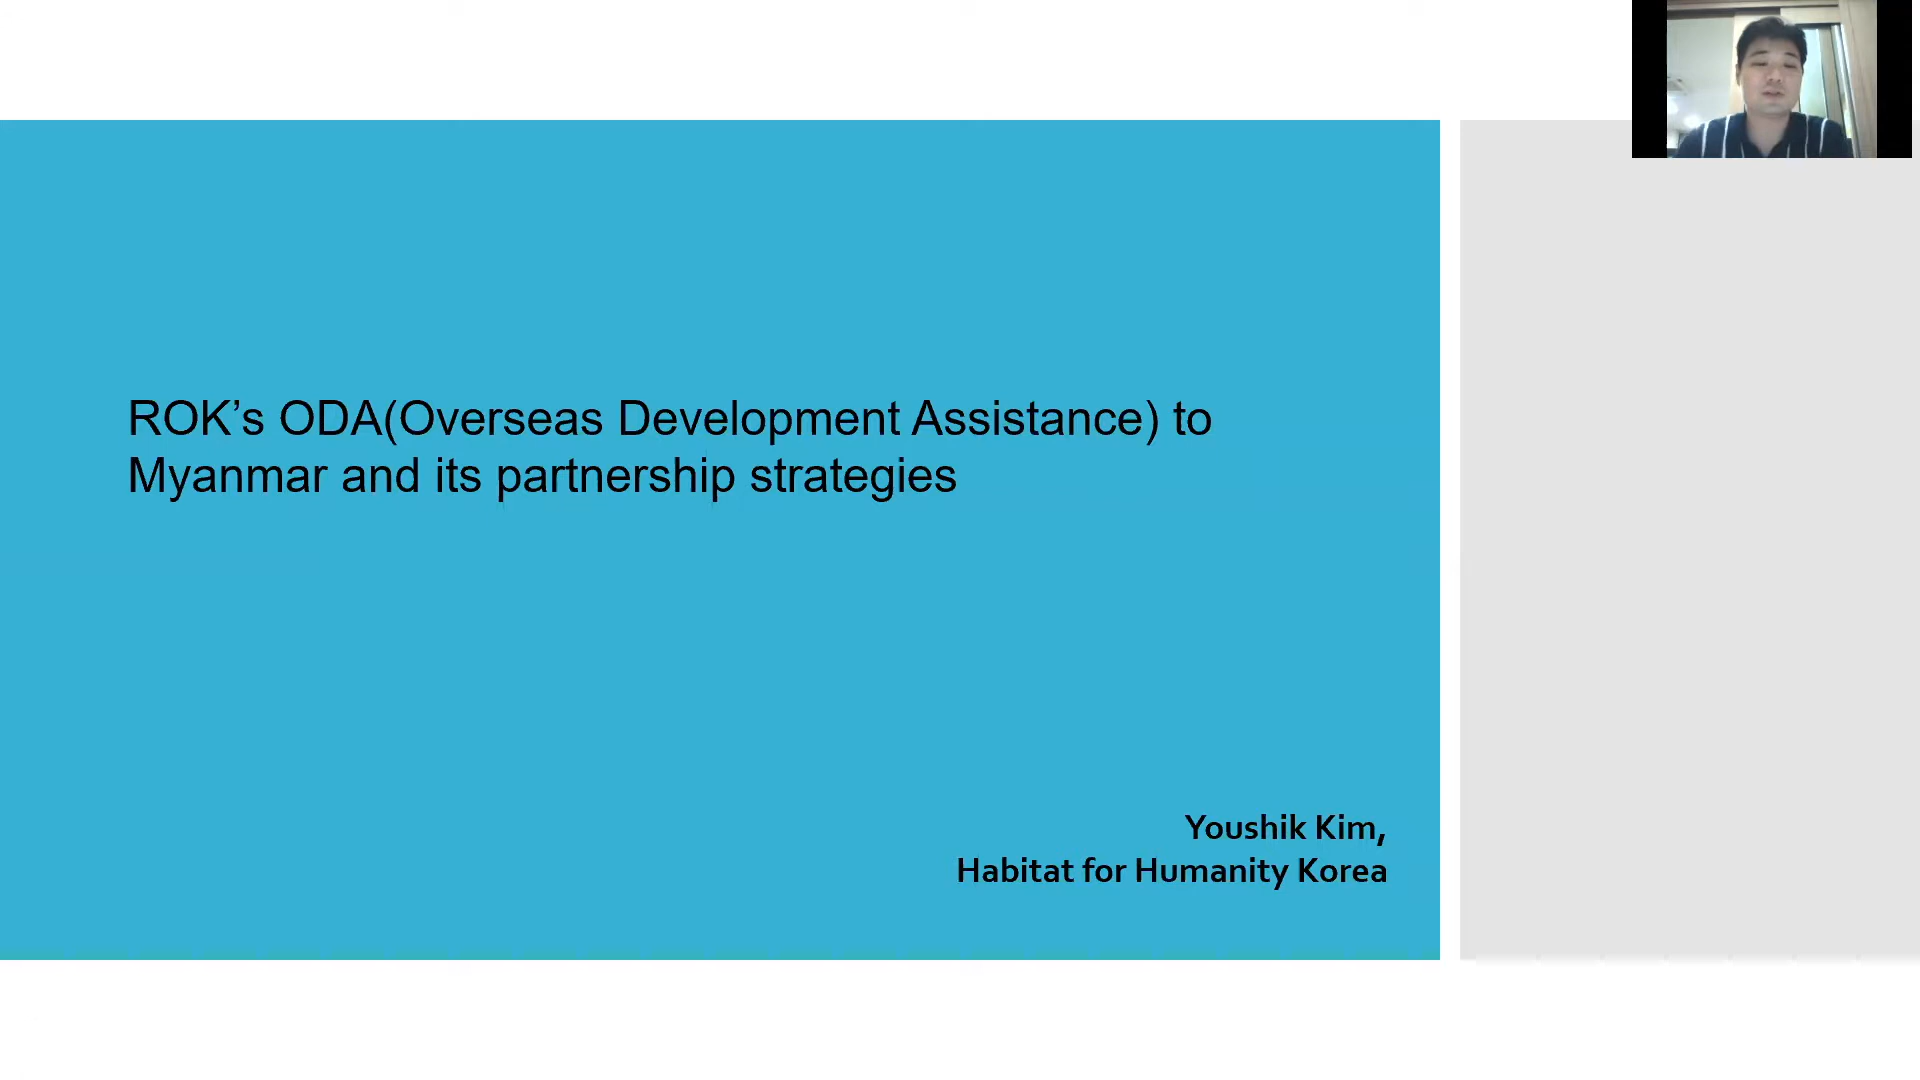 ROK’s ODA(Overseas Development Assistance) to
Myanmar and its partnership strategies
Youshik Kim,
Habitat for Humanity Korea